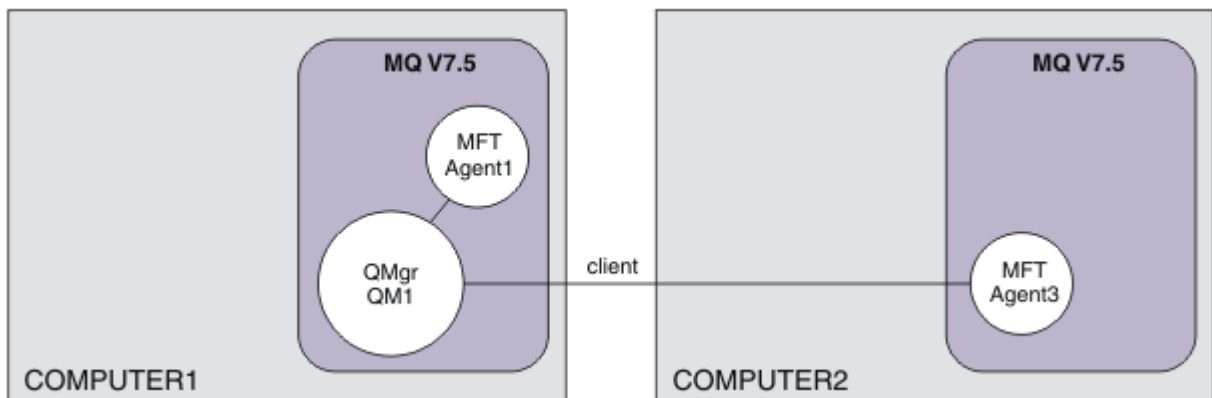 MQ V7.5
MFT
Agent1
QMgr
QM1
COMPUTER1
client
MQ V7.5
MFT
Agent3
COMPUTER2